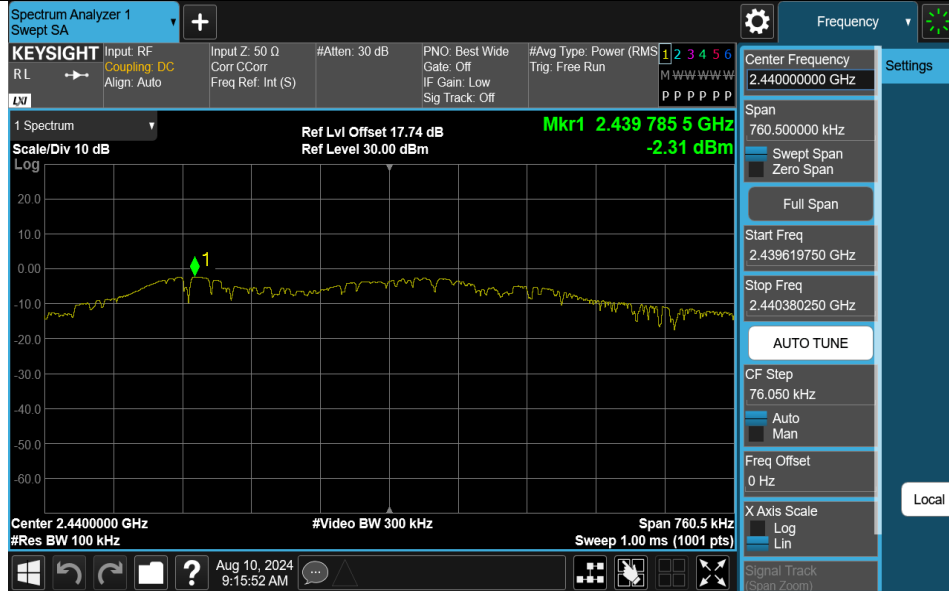 Spectrum Analyzer 1
Swept SA
+
Frequency
KEYSIGHT
RL
LXI
Input: RF
Coupling: DC
Align: Auto
Input Z: 50 Ω
Corr CCorr
Freq Ref: Int (S)
#Atten: 30 dB
PNO: Best Wide
Gate: Off
IF Gain: Low
Sig Track: Off
#Avg Type: Power (RMS
Trig: Free Run
1 2 3 4 5 6
M W W W W W
P P P P P P
1 Spectrum
Scale/Div 10 dB
Log
Ref Lvl Offset 17.74 dB
Ref Level 30.00 dBm
Mkr1 2.439 785 5 GHz
-2.31 dBm
20.0
10.0
0.00
-10.0
-20.0
-30.0
-40.0
-50.0
-60.0
1
Center 2.4400000 GHz
#Res BW 100 kHz
#Video BW 300 kHz
Span 760.5 kHz
Sweep 1.00 ms (1001 pts)
Center Frequency
2.440000000 GHz
Span
760.500000 kHz
Swept Span
Zero Span
Full Span
Start Freq
2.439619750 GHz
Stop Freq
2.440380250 GHz
AUTO TUNE
CF Step
76.050 kHz
Auto
Man
Freq Offset
0 Hz
X Axis Scale
Log
Lin
Signal Track
(Span Zoom)
Settings
Local
?
Aug 10, 2024
9:15:52 AM